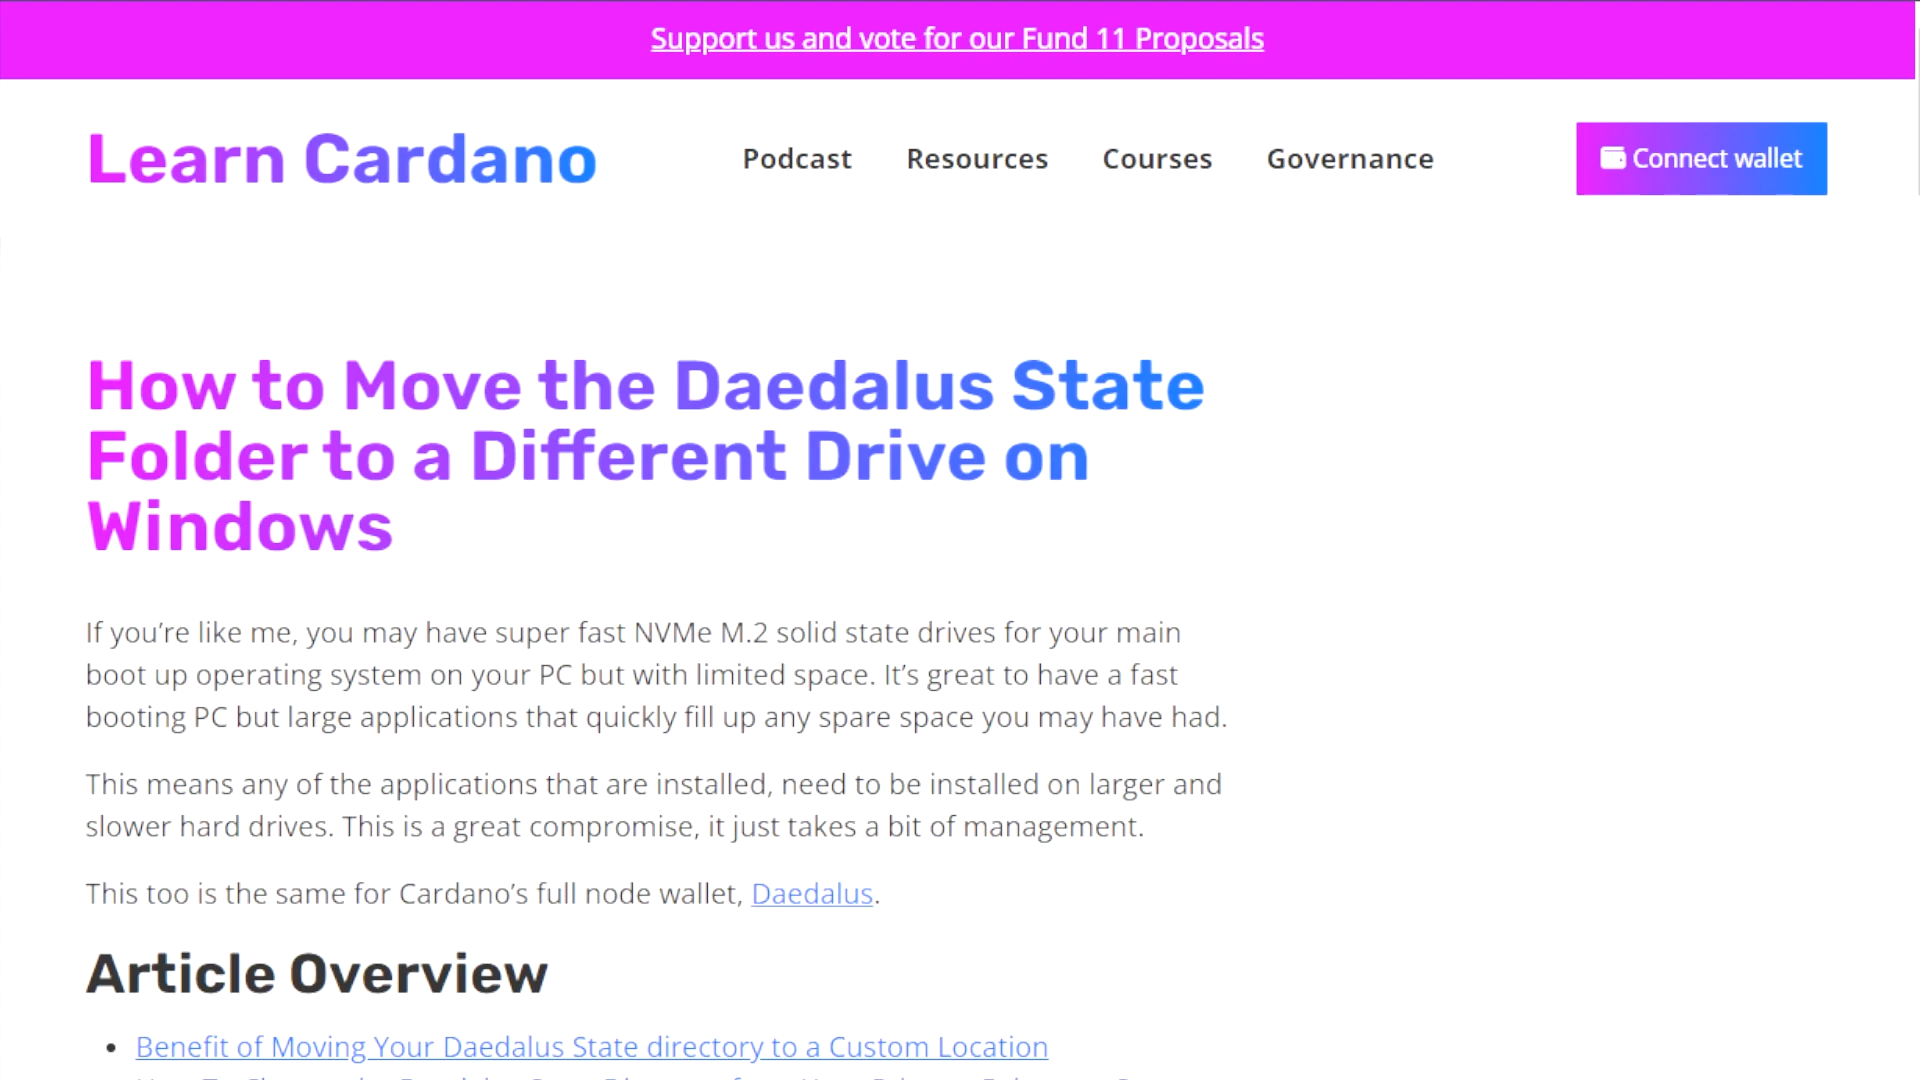 Support us and vote for our Fund 11 Proposals
Learn Cardano
Podcast
Resources
Courses
Governance
Connect wallet
How to Move the Daedalus State
Folder to a Different Drive on
Windows
If you’re like me, you may have super fast NVMe M.2 solid state drives for your main
boot up operating system on your PC but with limited space. It’s great to have a fast
booting PC but large applications that quickly fill up any spare space you may have had.
This means any of the applications that are installed, need to be installed on larger and
slower hard drives. This is a great compromise, it just takes a bit of management.
This too is the same for Cardano’s full node wallet, Daedalus.
Article Overview
• Benefit of Moving Your Daedalus State directory to a Custom Location